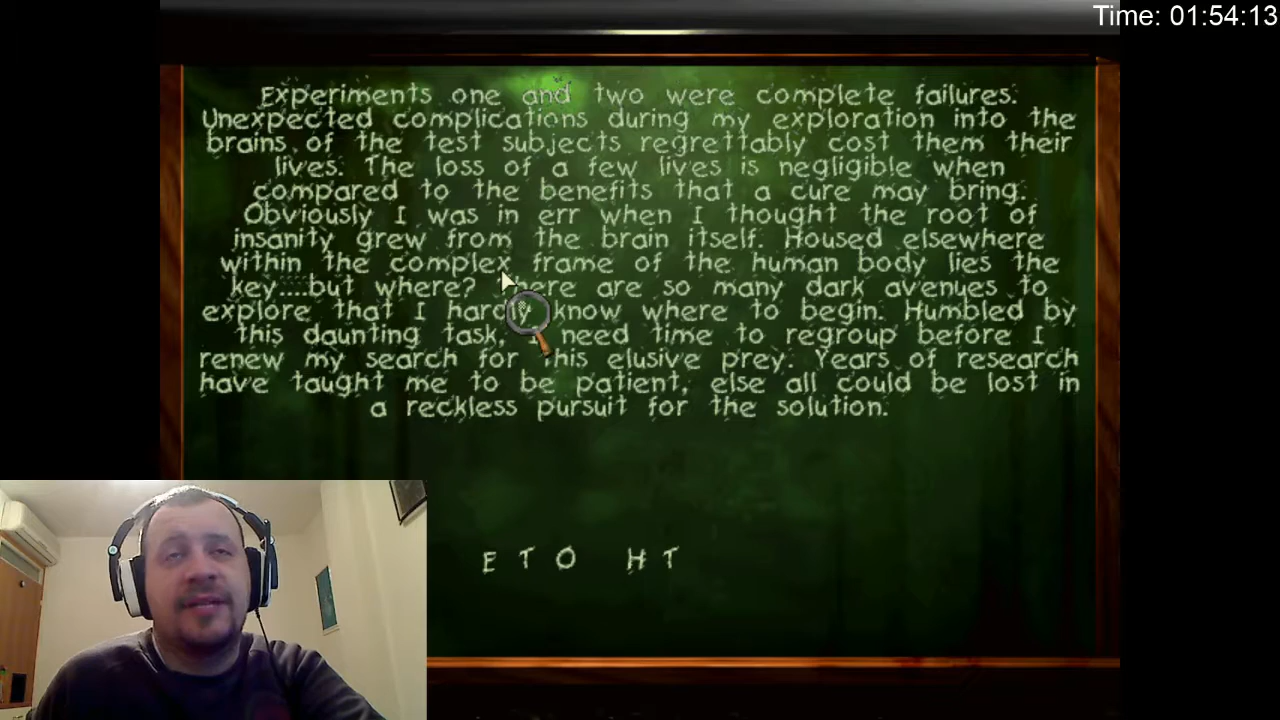 Time: 01:54:13
Experiments one and two were complete failures.
Unexpected complications during my exploration into the
brains of the test subjects regrettably cost them their
lives. The loss of a few lives is negligible when
compared to the benefits that a cure may bring.
Obviously I was in err when I thought the root of
insanity grew from the brain itself. Housed elsewhere
within the complex frame of the human body lies the
key....but where? There are so many dark avenues to
explore that I hardly know where to begin. Humbled by
this daunting task, I need time to regroup before I
renew my search for this elusive prey. Years of research
have taught me to be patient, else all could be lost in
a reckless pursuit for the solution.
E T O H T